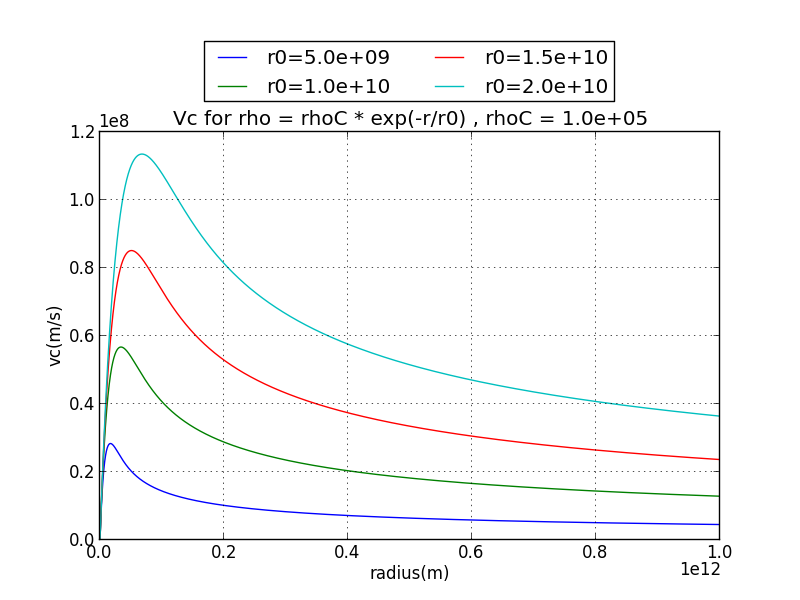 r0=5.0e+09 r0=1.5e+10
r0=1.0e+10 r0=2.0e+10
1e8
Vc for rho = rhoC * exp(-r/r0) , rhoC = 1.0e+05
1.2
1.0
0.8
0.6
0.4
0.2
0.0
vc(m/s)
0.0 0.2 0.4 0.6 0.8 1.0
radius(m)
1e12